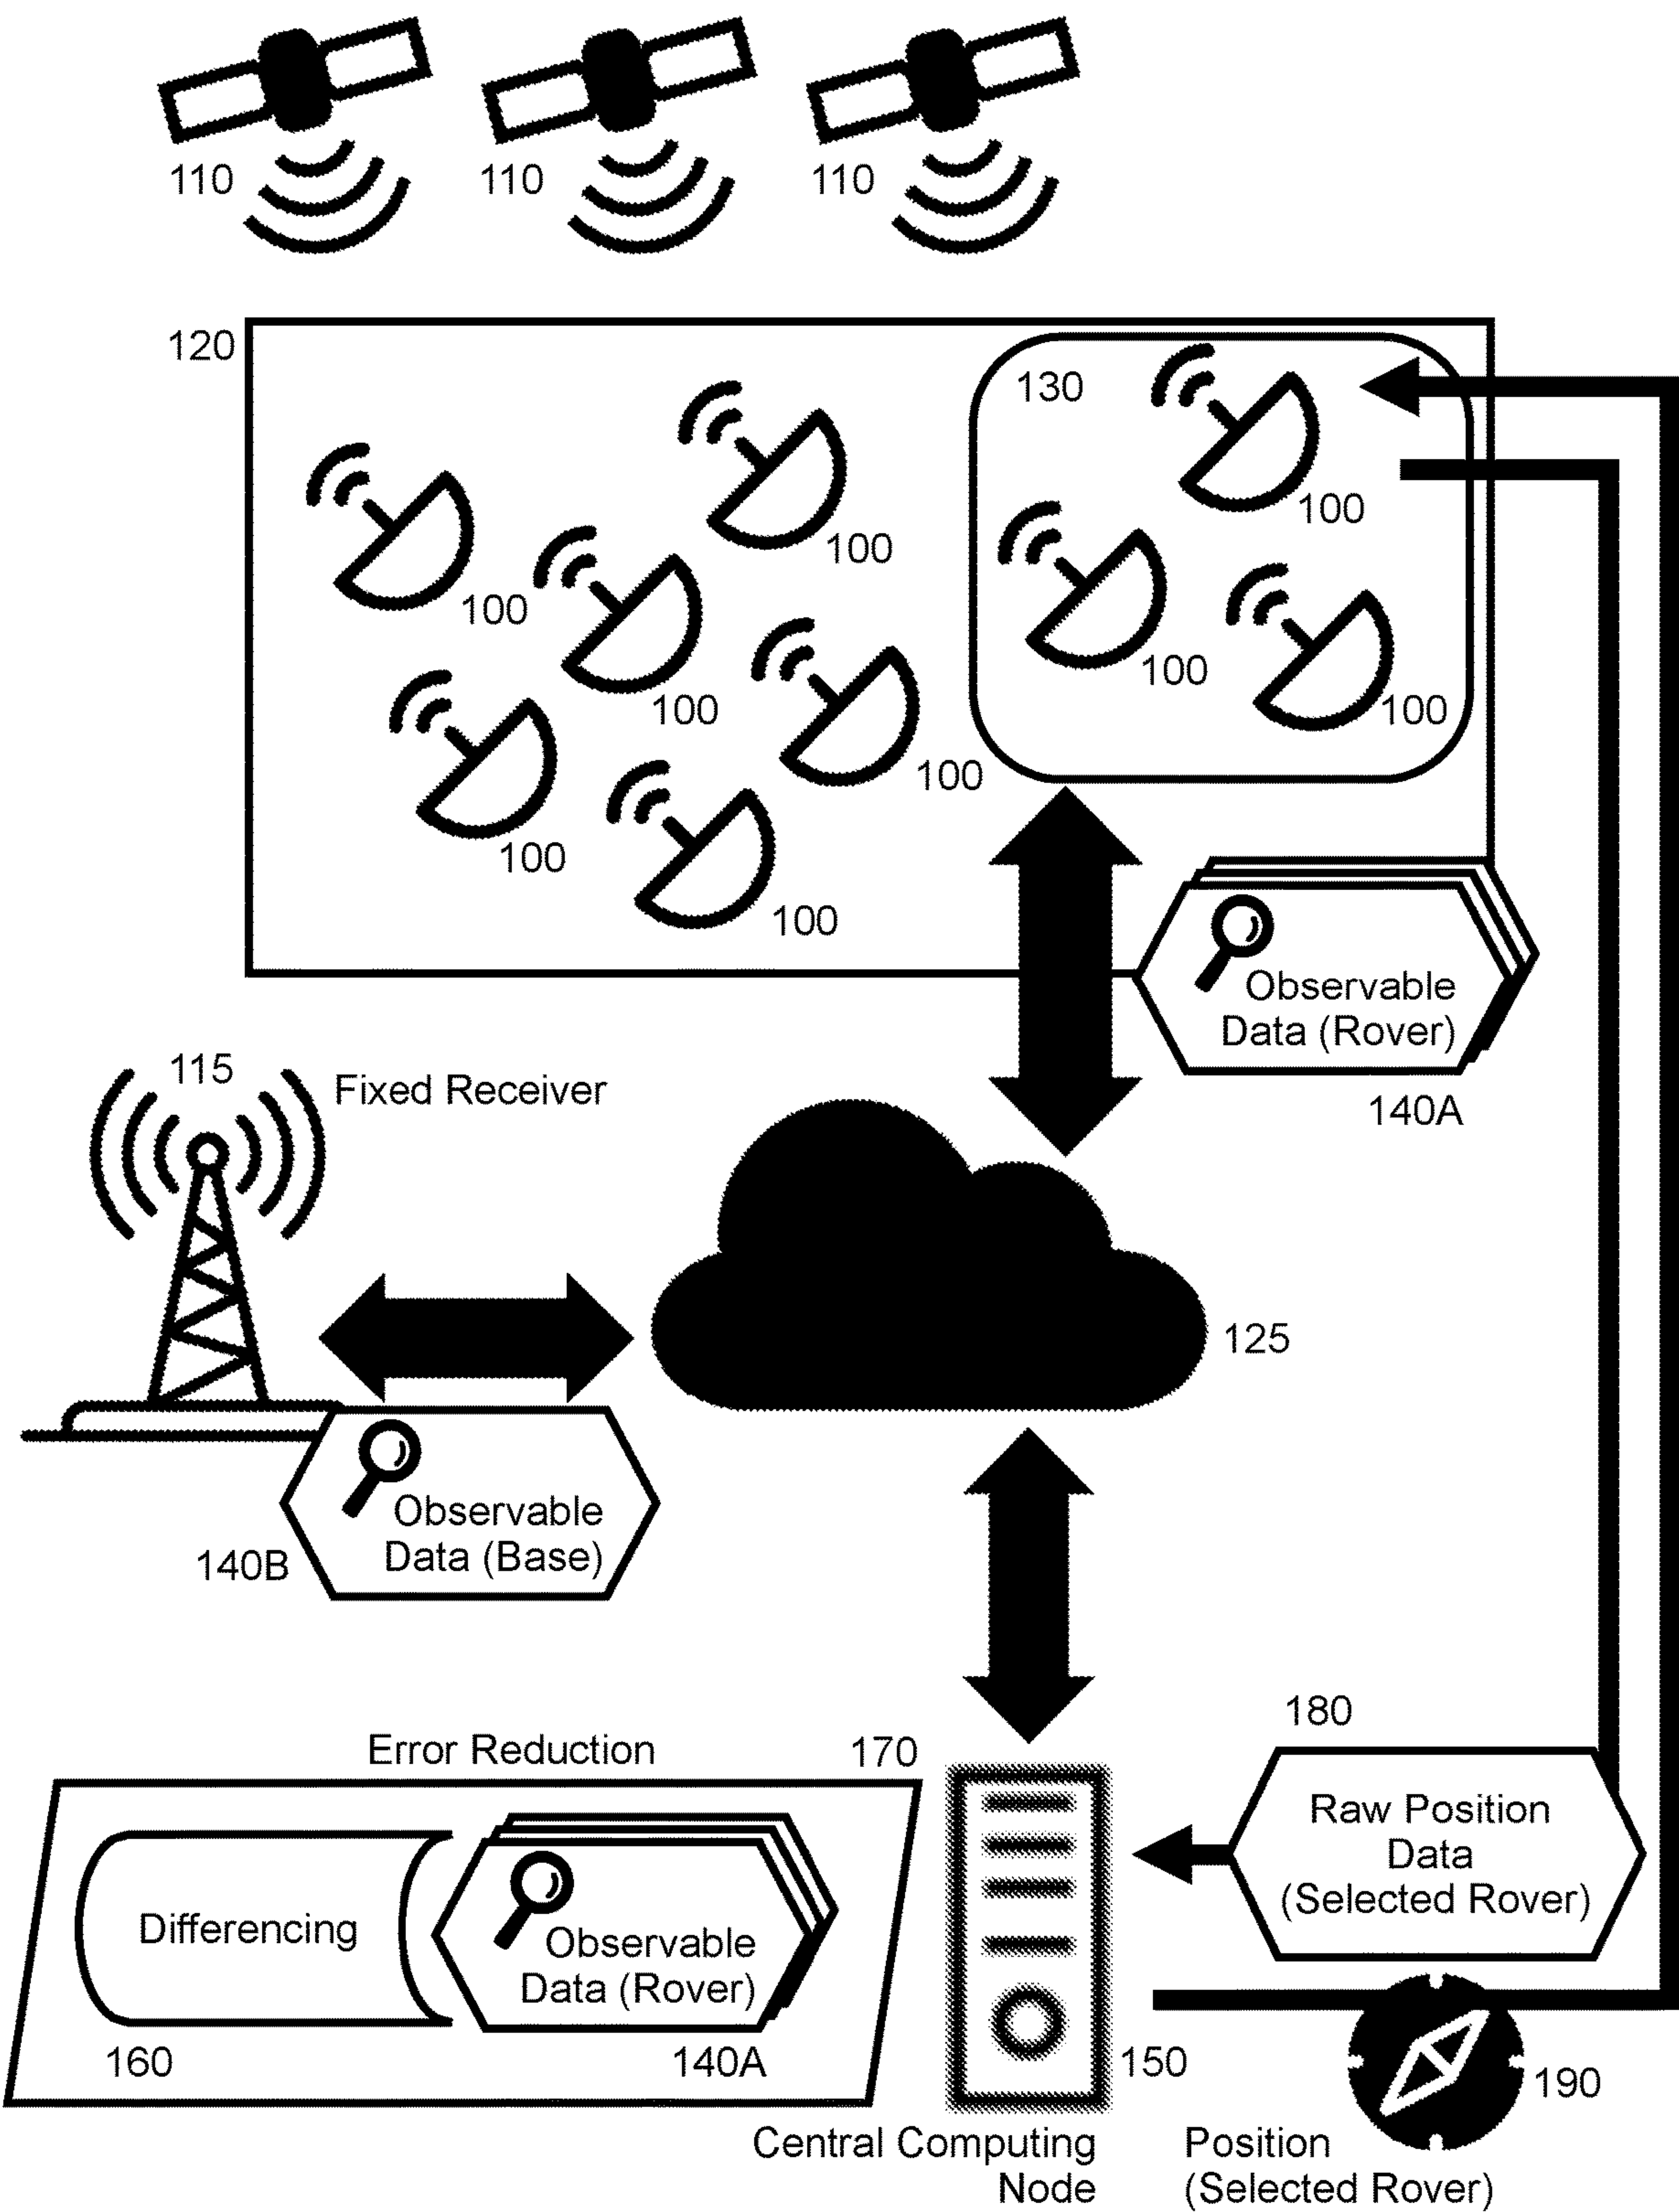 110
110
110
120
130
100
100
100
100
100
100
100
100
100
Observable
Data (Rover)
140A
115
Fixed Receiver
125
Observable
Data (Base)
140B
Error Reduction
170
180
Raw Position
Data
(Selected Rover)
Differencing
Observable
Data (Rover)
160
140A
150
190
Central Computing
Node
Position
(Selected Rover)